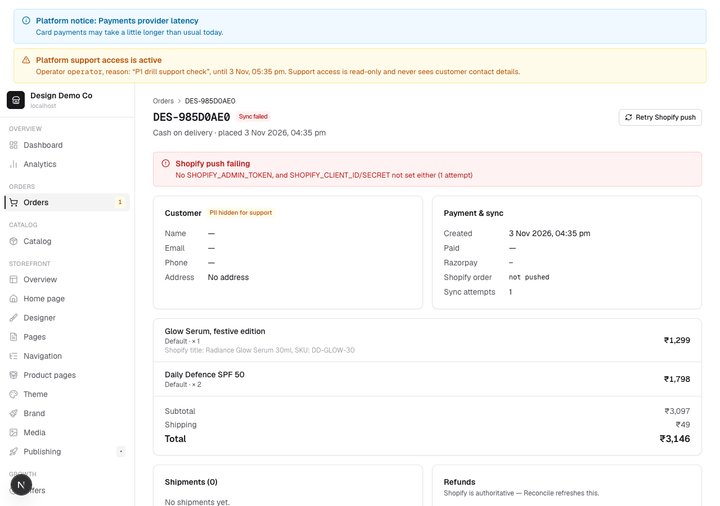 Platform notice: Payments provider latency
Card payments may take a little longer than usual today.
Platform support access is active
Operator operator, reason: "P1 drill support check", until 3 Nov, 05:35 pm. Support access is read-only and never sees customer contact details.
Design Demo Co
localhost
OVERVIEW
Dashboard
Analytics
ORDERS
Orders 1
CATALOG
Catalog
STOREFRONT
Overview
Home page
Designer
Pages
Navigation
Product pages
Theme
Brand
Media
Publishing
GROWTH
N
Orders > DES-985D0AE0
DES-985D0AE0 Sync failed
Retry Shopify push
Cash on delivery · placed 3 Nov 2026, 04:35 pm
Shopify push failing
No SHOPIFY_ADMIN_TOKEN, and SHOPIFY_CLIENT_ID/SECRET not set either (1 attempt)
Customer PII hidden for support
Name —
Email —
Phone —
Address No address
Payment & sync
Created 3 Nov 2026, 04:35 pm
Paid —
Razorpay –
Shopify order not pushed
Sync attempts 1
Glow Serum, festive edition
Default · × 1
Shopify title: Radiance Glow Serum 30ml, SKU: DD-GLOW-30
₹1,299
Daily Defence SPF 50
Default · × 2
₹1,798
Subtotal ₹3,097
Shipping ₹49
Total ₹3,146
Shipments (0)
No shipments yet.
Refunds
Shopify is authoritative — Reconcile refreshes this.